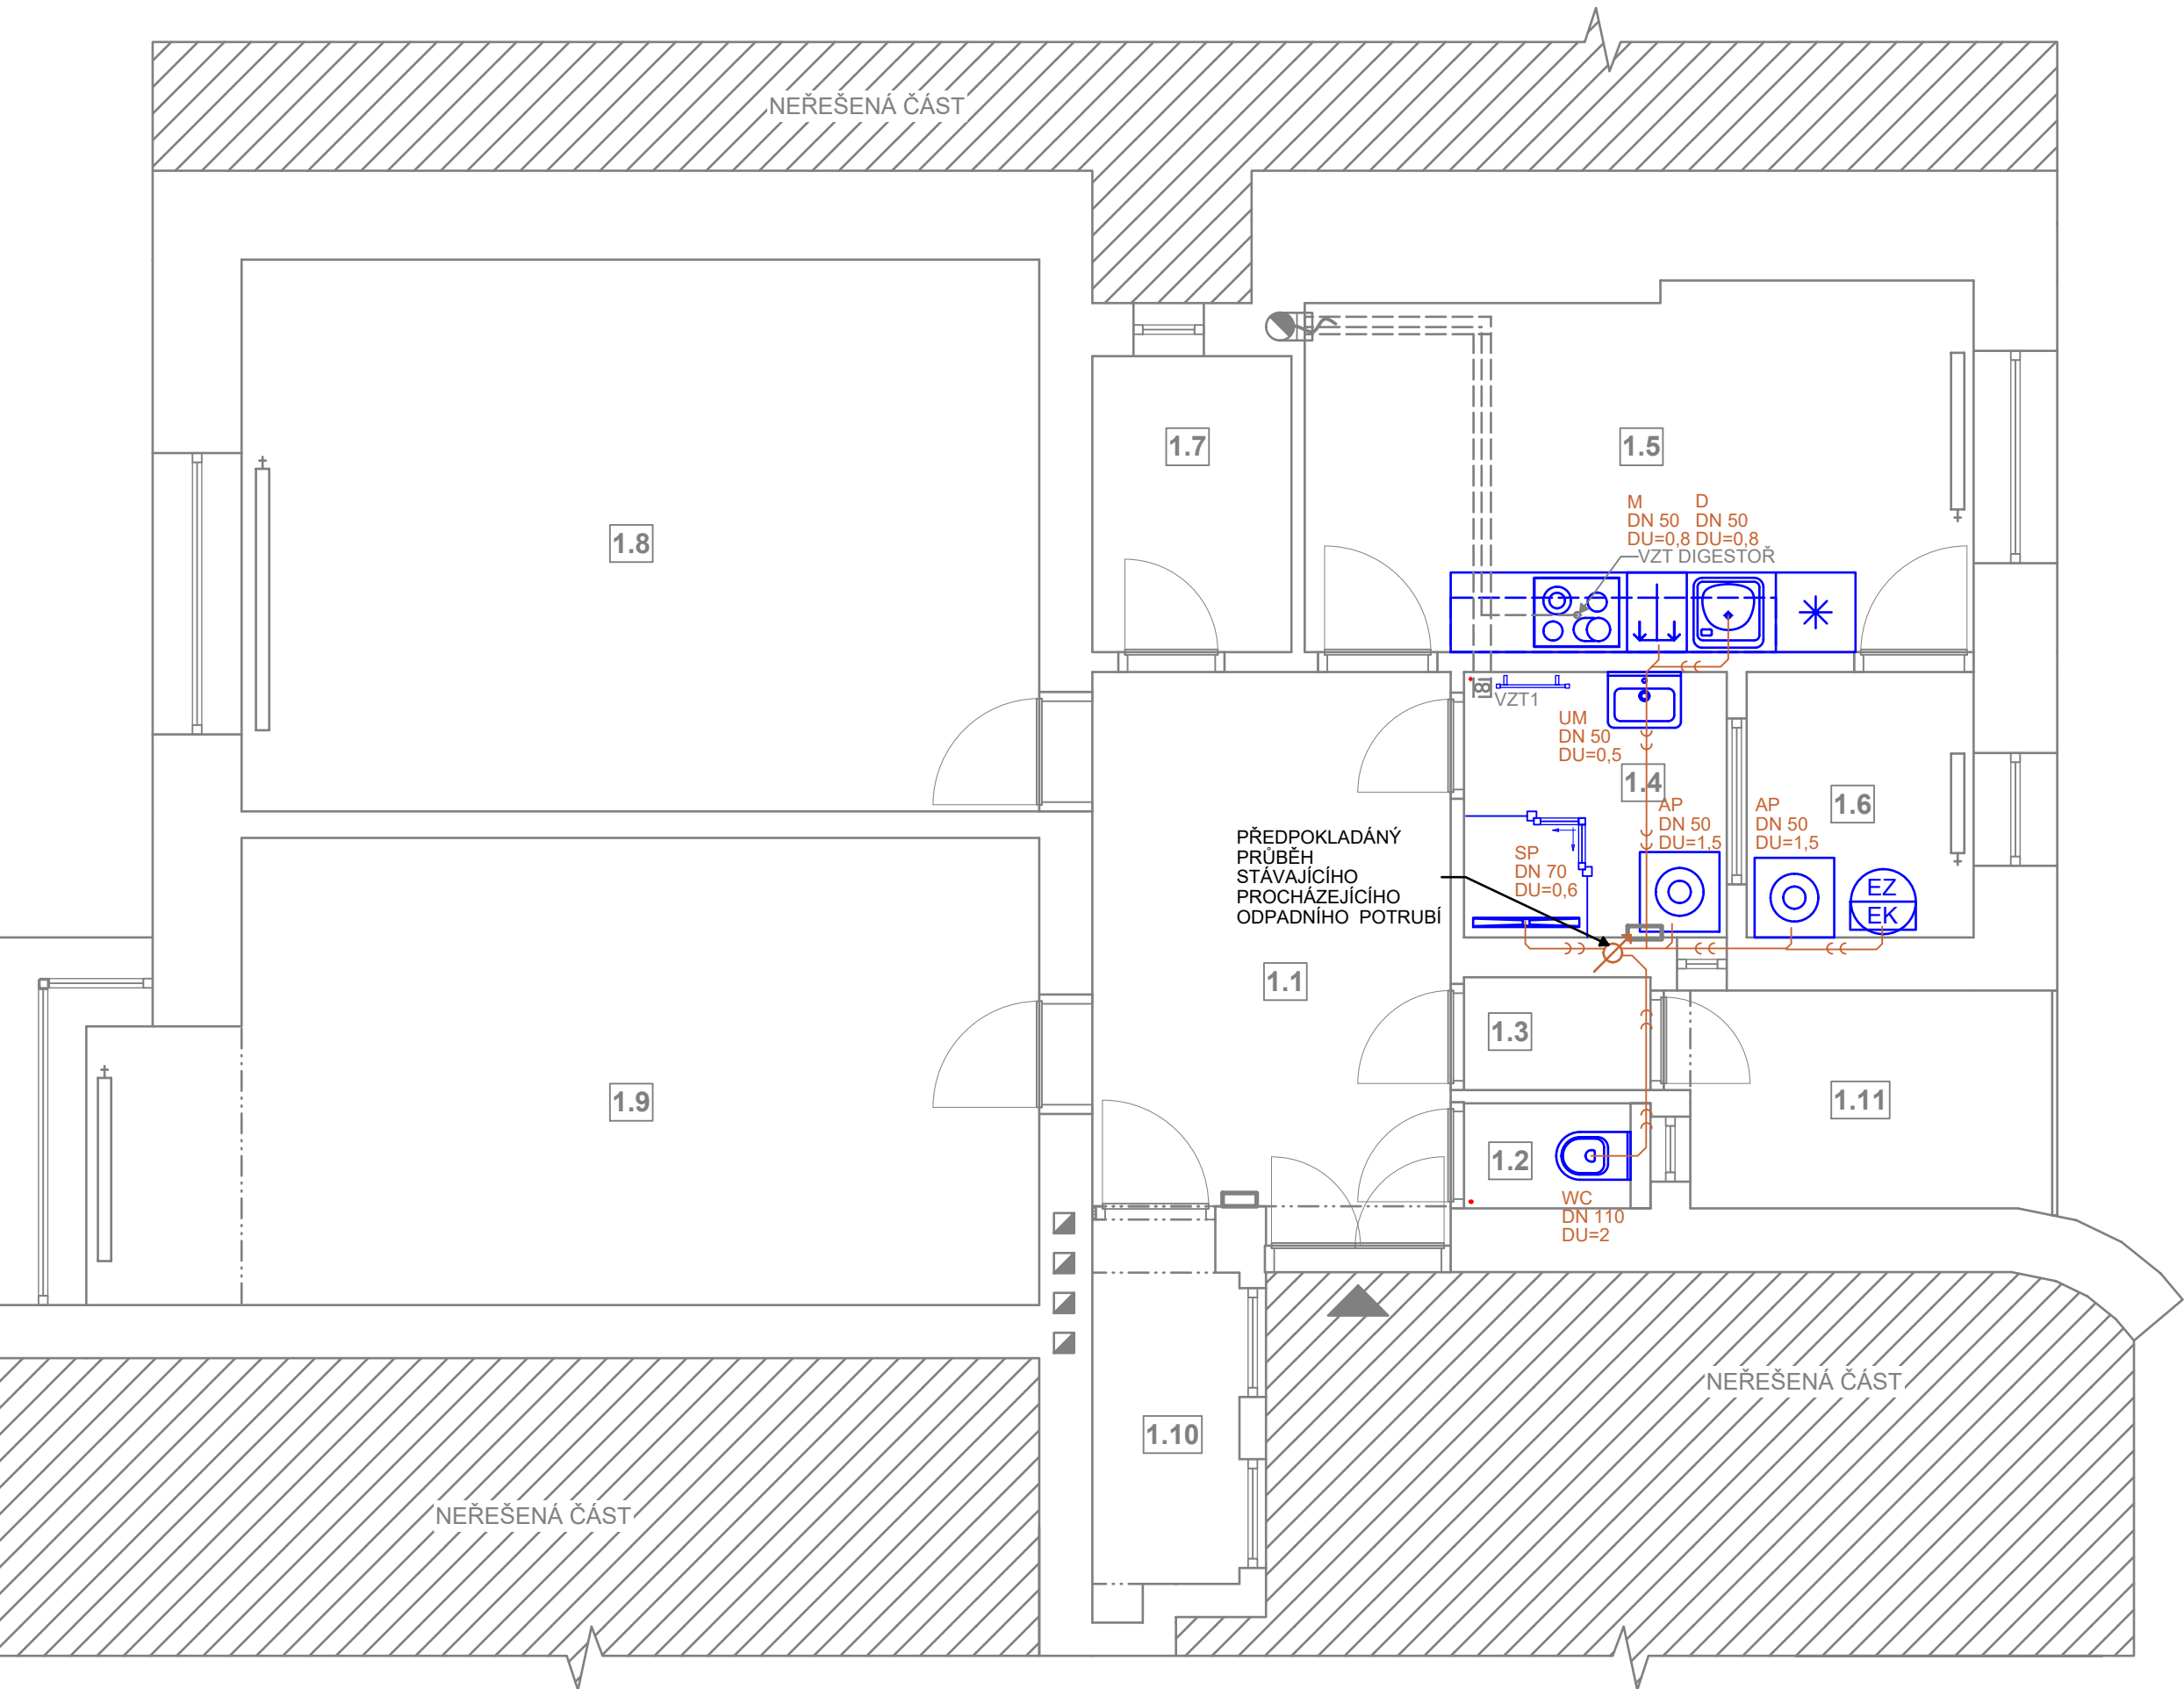 NEŘEŠENÁ ČÁST
1.7
1.5
M
DN 50
DU=0,8
D
DN 50
DU=0,8
VZT DIGESTOŘ
1.8
VZT1
UM
DN 50
DU=0,5
1.4
1.6
AP
DN 50
DU=1,5
AP
DN 50
DU=1,5
PŘEDPOKLADÁNÝ
PRŮBĚH
STÁVAJÍCÍHO
PROCHÁZEJÍCÍHO
ODPADNÍHO POTRUBÍ
SP
DN 70
DU=0,6
EZ
EK
1.1
1.3
1.9
1.11
1.2
WC
DN 110
DU=2
NEŘEŠENÁ ČÁST
1.10
NEŘEŠENÁ ČÁST